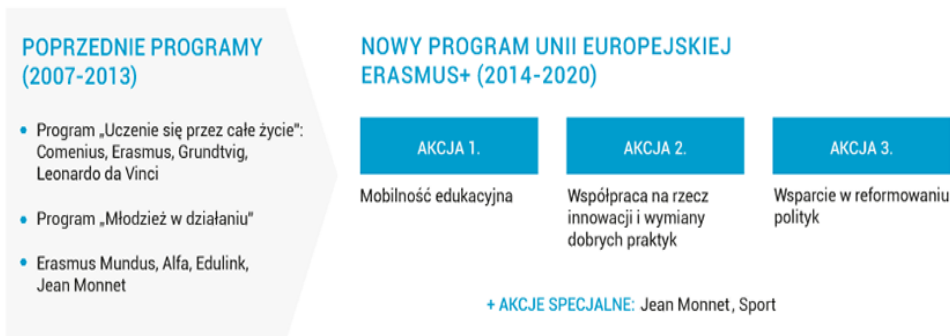 POPRZEDNIE PROGRAMY
(2007-2013)
• Program „Uczenie się przez całe życie":
Comenius, Erasmus, Grundtvig,
Leonardo da Vinci
• Program „Młodzież w działaniu"
• Erasmus Mundus, Alfa, Edulink,
Jean Monnet
NOWY PROGRAM UNII EUROPEJSKIEJ
ERASMUS+ (2014-2020)
AKCJA 1.
Mobilność edukacyjna
AKCJA 2.
Współpraca na rzecz
innowacji i wymiany
dobrych praktyk
AKCJA 3.
Wsparcie w reformowaniu
polityk
+ AKCJE SPECJALNE: Jean Monnet, Sport